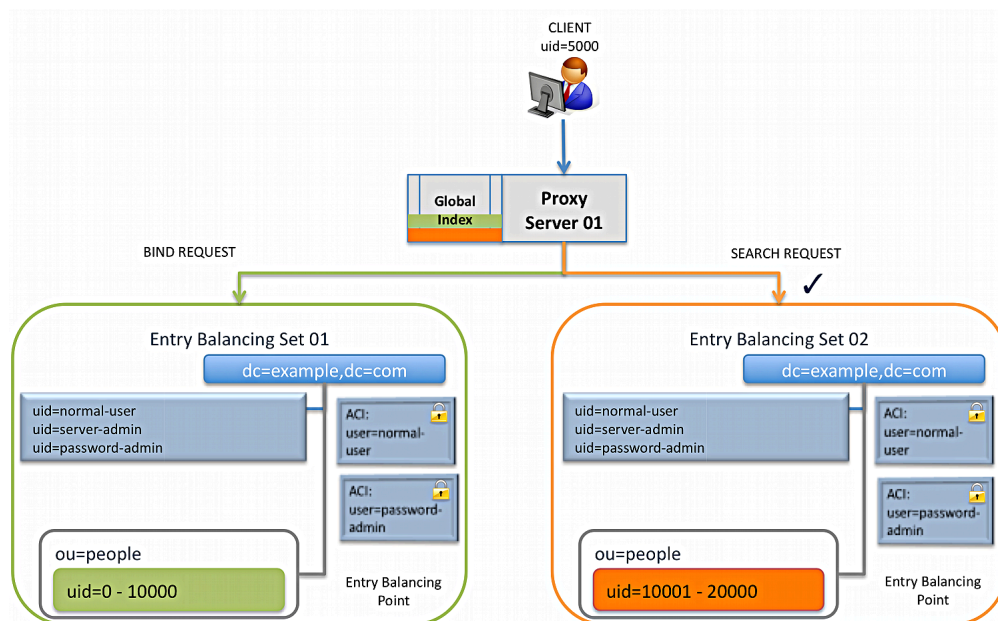 CLIENT
uid=5000
Global
Index
Proxy
Server 01
BIND REQUEST
SEARCH REQUEST
✓
Entry Balancing Set 01
dc=example,dc=com
uid=normal-user
uid=server-admin
uid=password-admin
ACI:
user=normal-
user
ACI:
user=password-
admin
ou=people
uid=0 - 10000
Entry Balancing
Point
Entry Balancing Set 02
dc=example,dc=com
uid=normal-user
uid=server-admin
uid=password-admin
ACI:
user=normal-
user
ACI:
user=password-
admin
ou=people
uid=10001 - 20000
Entry Balancing
Point